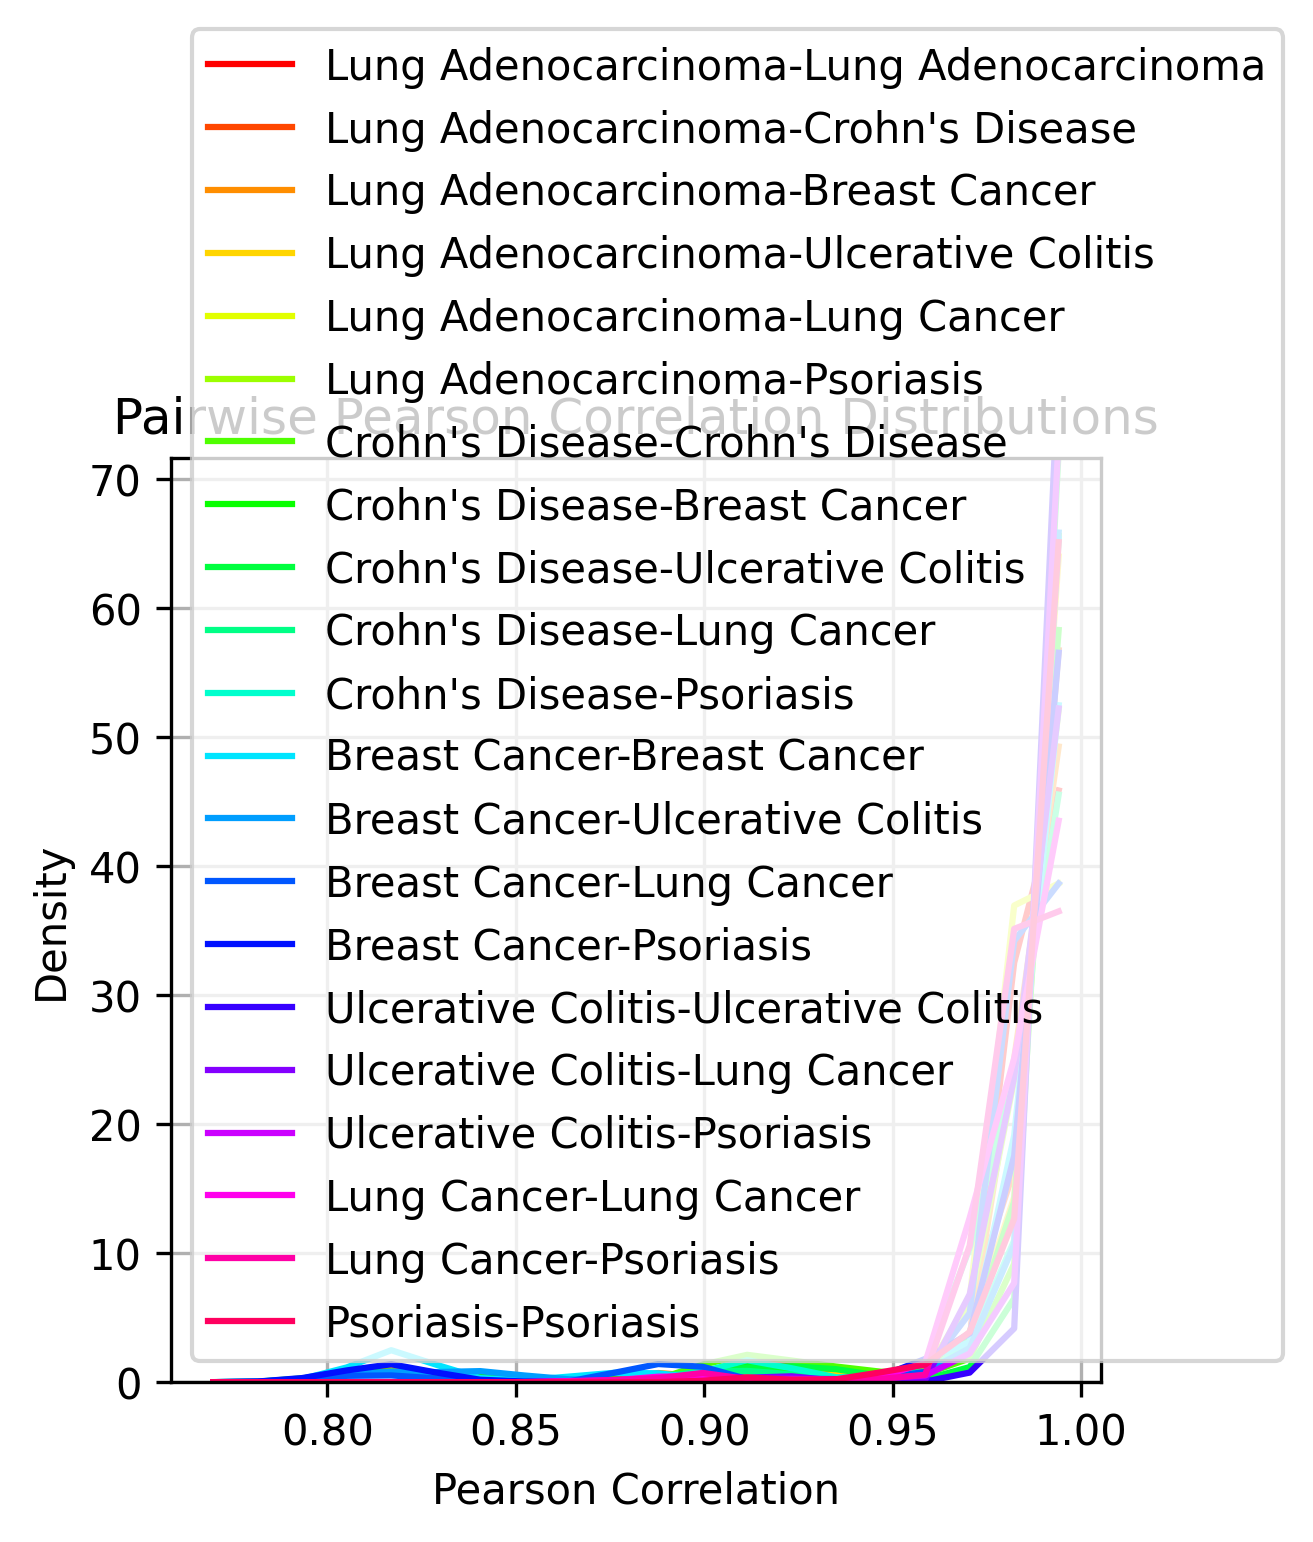 Lung Adenocarcinoma-Lung Adenocarcinoma
Lung Adenocarcinoma-Crohn's Disease
Lung Adenocarcinoma-Breast Cancer
Lung Adenocarcinoma-Ulcerative Colitis
Lung Adenocarcinoma-Lung Cancer
Lung Adenocarcinoma-Psoriasis
Pairwise Pearson Correlation Distributions
Crohn's Disease-Crohn's Disease
Crohn's Disease-Breast Cancer
Crohn's Disease-Ulcerative Colitis
Crohn's Disease-Lung Cancer
Crohn's Disease-Psoriasis
Breast Cancer-Breast Cancer
Breast Cancer-Ulcerative Colitis
Breast Cancer-Lung Cancer
Breast Cancer-Psoriasis
Ulcerative Colitis-Ulcerative Colitis
Ulcerative Colitis-Lung Cancer
Ulcerative Colitis-Psoriasis
Lung Cancer-Lung Cancer
Lung Cancer-Psoriasis
Psoriasis-Psoriasis
70
60
50
40
30
20
10
0
Density
0.80 0.85 0.90 0.95 1.00
Pearson Correlation